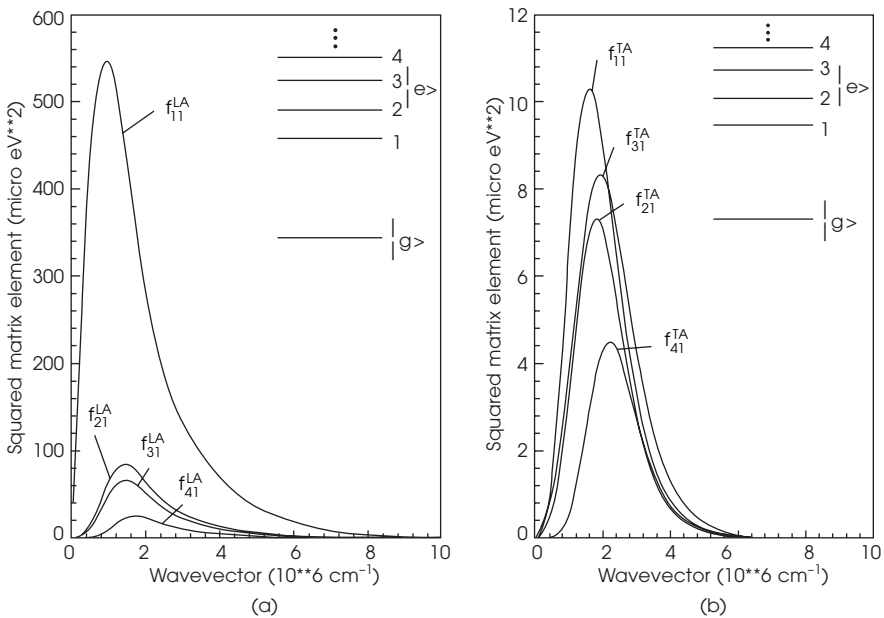 Squared matrix element (micro eV**2)
600
500
400
300
200
100
0
0 2 4 6 8 10
Wavevector (10**6 cm⁻¹)
(a)
f₁₁ᴸᴬ
f₂₁ᴸᴬ
f₃₁ᴸᴬ
f₄₁ᴸᴬ
4
3
2
1
|e>
|g>
Squared matrix element (micro eV**2)
12
10
8
6
4
2
0
0 2 4 6 8 10
Wavevector (10**6 cm⁻¹)
(b)
f₁₁ᵀᴬ
f₃₁ᵀᴬ
f₂₁ᵀᴬ
f₄₁ᵀᴬ
4
3
2
1
|e>
|g>